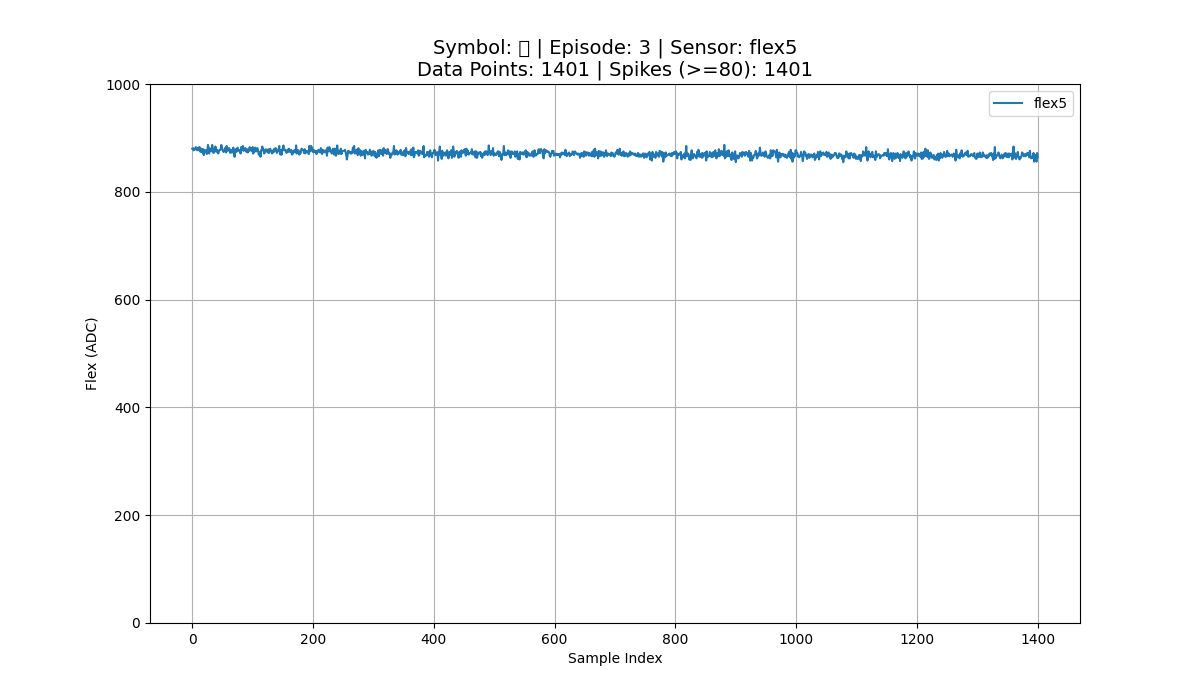 Symbol: | Episode: 3 | Sensor: flex5
Data Points: 1401 | Spikes (>=80): 1401
1000
flex5
800
600
Flex (ADC)
400
200
0
0 200 400 600 800 1000 1200 1400
Sample Index